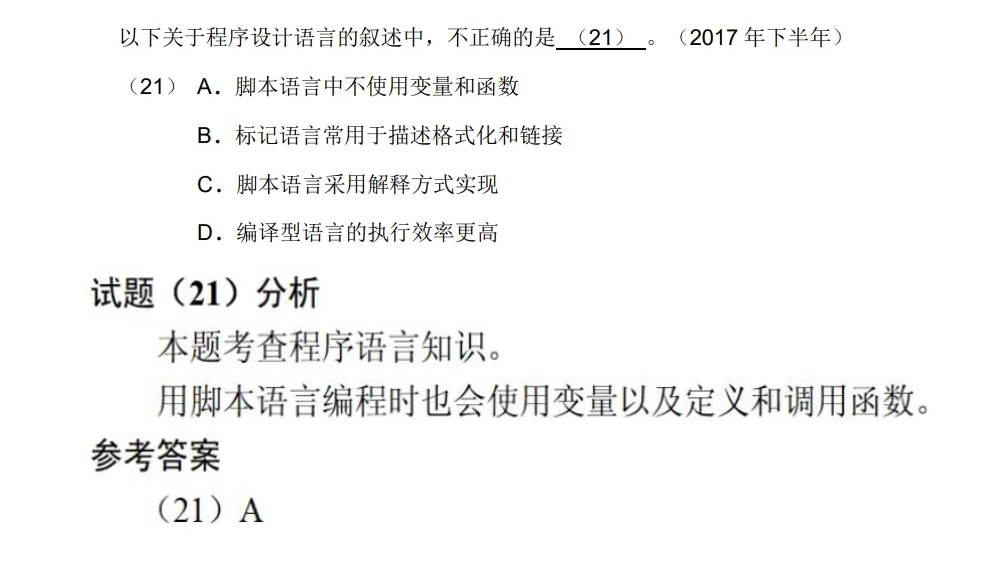 以下关于程序设计语言的叙述中，不正确的是 （21） 。（2017 年下半年）
（21） A．脚本语言中不使用变量和函数
B．标记语言常用于描述格式化和链接
C．脚本语言采用解释方式实现
D．编译型语言的执行效率更高
试题（21）分析
本题考查程序语言知识。
用脚本语言编程时也会使用变量以及定义和调用函数。
参考答案
（21）A